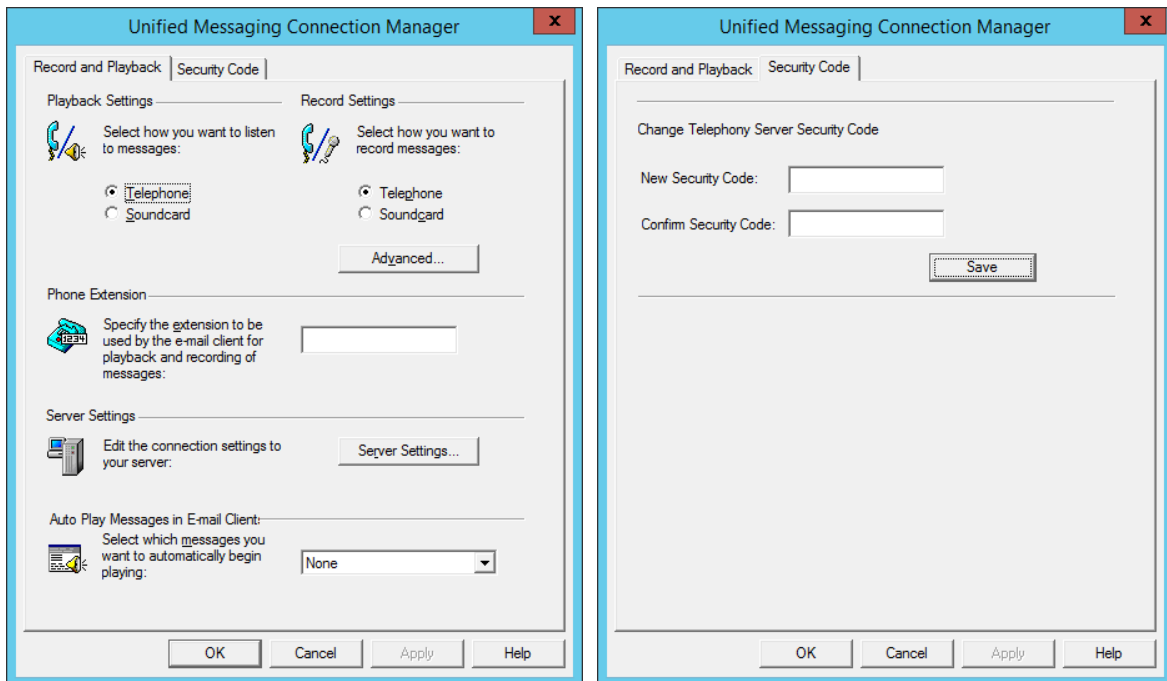 Unified Messaging Connection Manager
x
Record and Playback
Security Code
Playback Settings
Select how you want to listen
to messages:
Telephone
Soundcard
Record Settings
Select how you want to
record messages:
Telephone
Soundcard
Advanced...
Phone Extension
Specify the extension to be
used by the e-mail client for
playback and recording of
messages:
1234
Server Settings
Edit the connection settings to
your server:
Server Settings...
Auto Play Messages in E-mail Client:
Select which messages you
want to automatically begin
playing:
None
OK
Cancel
Apply
Help
Unified Messaging Connection Manager
x
Record and Playback
Security Code
Change Telephony Server Security Code
New Security Code:
Confirm Security Code:
Save
OK
Cancel
Apply
Help